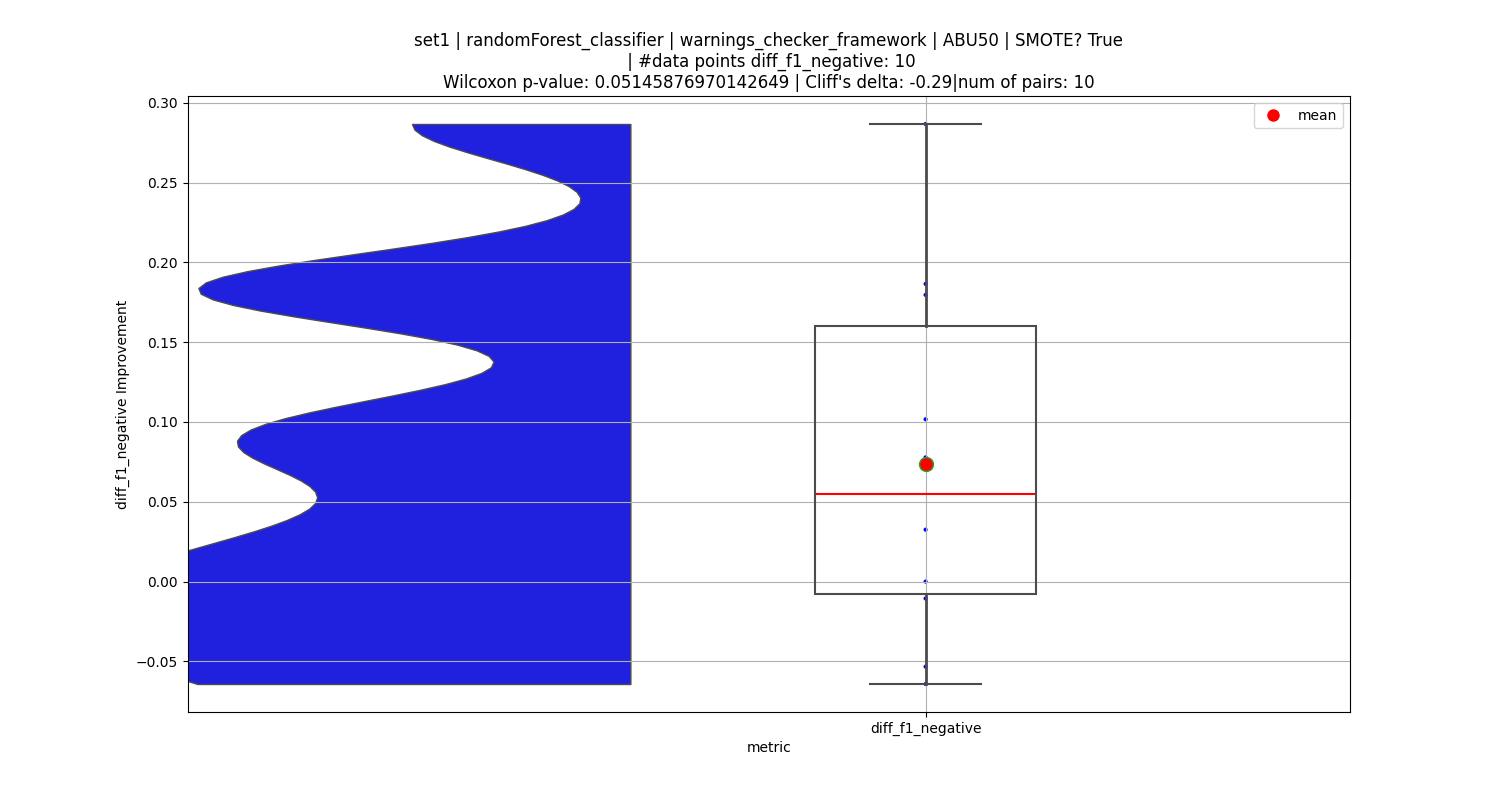 set1 | randomForest_classifier | warnings_checker_framework | ABU50 | SMOTE? True
| #data points diff_f1_negative: 10
Wilcoxon p-value: 0.05145876970142649 | Cliff's delta: -0.29|num of pairs: 10
mean
0.30
0.25
0.20
0.15
0.10
0.05
0.00
−0.05
diff_f1_negative Improvement
diff_f1_negative
metric